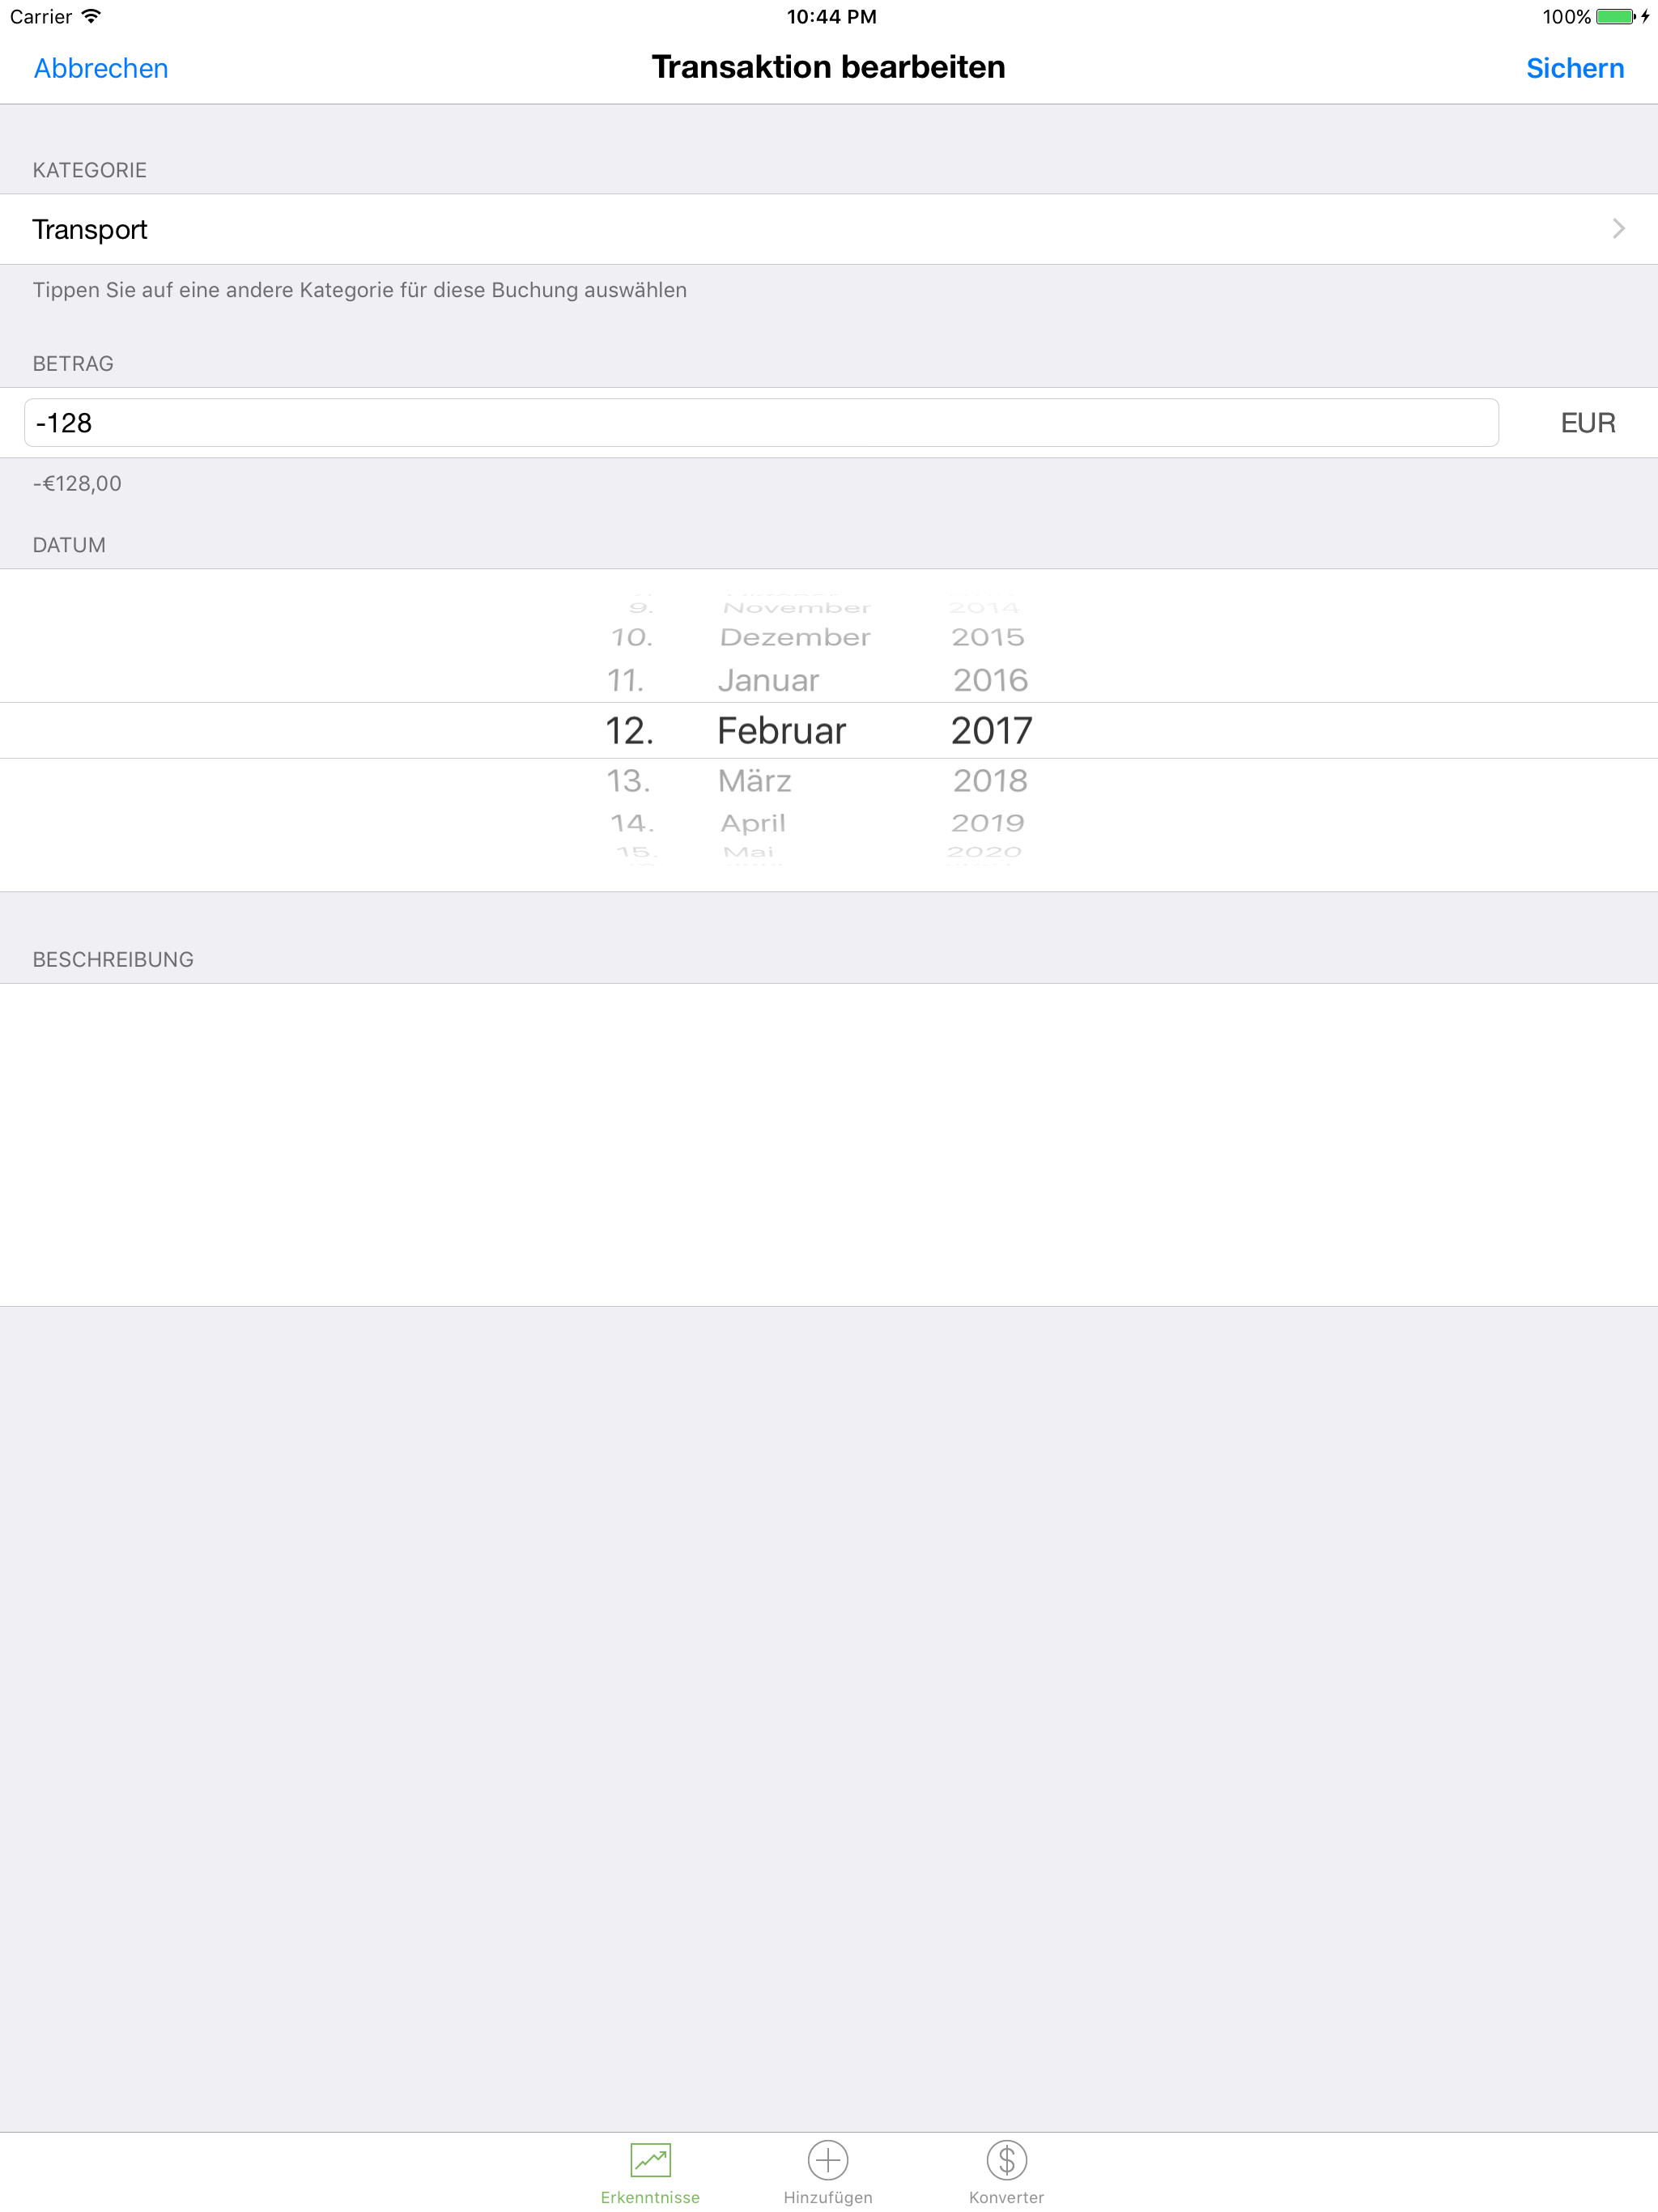 Carrier
10:44 PM
100%
Abbrechen
Transaktion bearbeiten
Sichern
KATEGORIE
Transport
Tippen Sie auf eine andere Kategorie für diese Buchung auswählen
BETRAG
-128
EUR
-€128,00
DATUM
9. November 2014
10. Dezember 2015
11. Januar 2016
12. Februar 2017
13. März 2018
14. April 2019
15. Mai 2020
BESCHREIBUNG
Erkenntnisse
Hinzufügen
Konverter